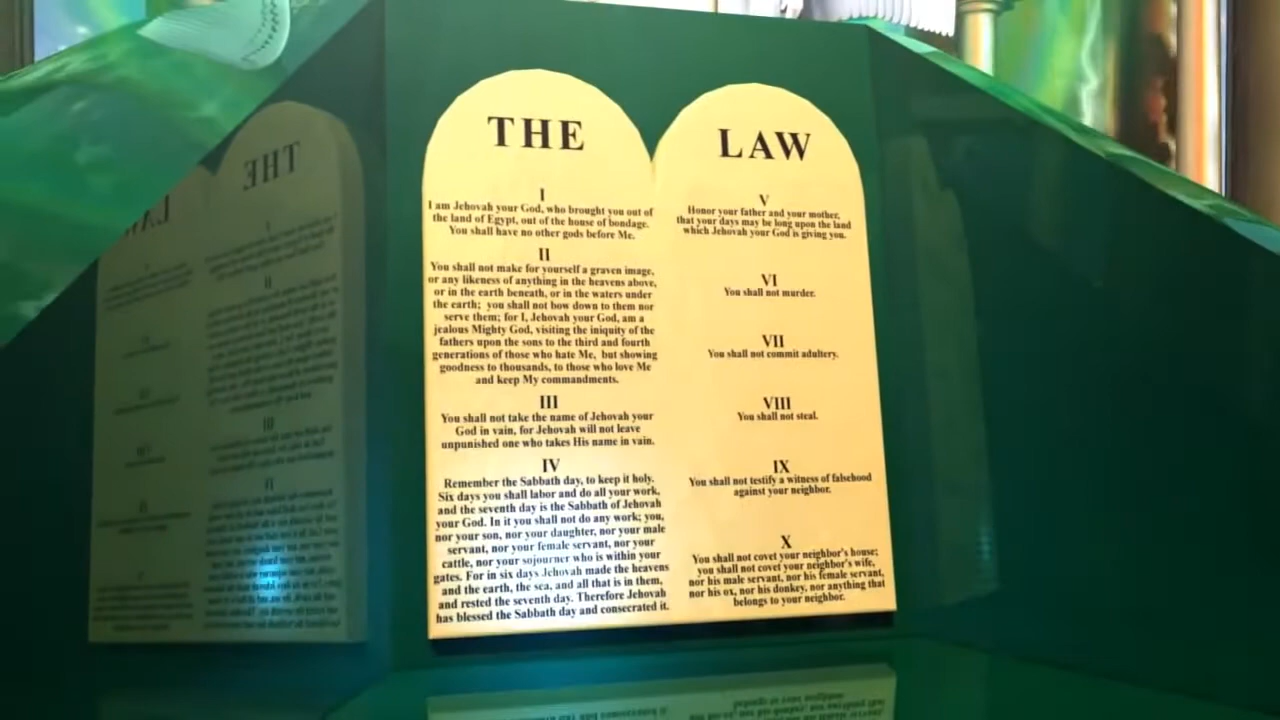 THE
I
I am Jehovah your God, who brought you out of
the land of Egypt, out of the house of bondage.
You shall have no other gods before Me.
II
You shall not make for yourself a graven image,
or any likeness of anything in the heavens above,
or in the earth beneath, or in the waters under
the earth; you shall not bow down to them nor
serve them; for I, Jehovah your God, am a
jealous Mighty God, visiting the iniquity of the
fathers upon the sons to the third and fourth
generations of those who hate Me, but showing
goodness to thousands, to those who love Me
and keep My commandments.
III
You shall not take the name of Jehovah your
God in vain, for Jehovah will not leave
unpunished one who takes His name in vain.
IV
Remember the Sabbath day, to keep it holy.
Six days you shall labor and do all your work,
and the seventh day is the Sabbath of Jehovah
your God. In it you shall not do any work; you,
nor your son, nor your daughter, nor your male
servant, nor your female servant, nor your
cattle, nor your sojourner who is within your
gates. For in six days Jehovah made the heavens
and the earth, the sea, and all that is in them,
and rested the seventh day. Therefore Jehovah
has blessed the Sabbath day and consecrated it.
LAW
V
Honor your father and your mother,
that your days may be long upon the land
which Jehovah your God is giving you.
VI
You shall not murder.
VII
You shall not commit adultery.
VIII
You shall not steal.
IX
You shall not testify a witness of falsehood
against your neighbor.
X
You shall not covet your neighbor's house;
you shall not covet your neighbor's wife,
nor his male servant, nor his female servant,
nor his ox, nor his donkey, nor anything that
belongs to your neighbor.